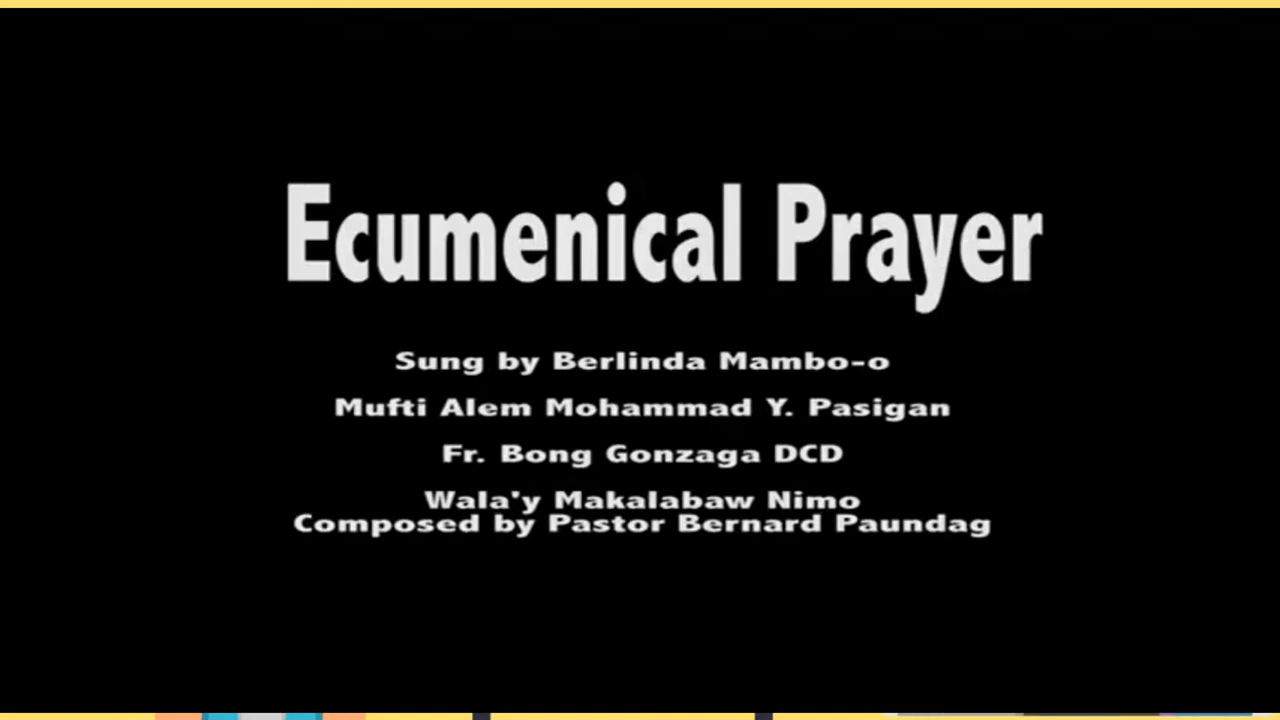 Ecumenical Prayer
Sung by Berlinda Mambo-o
Mufti Alem Mohammad Y. Pasigan
Fr. Bong Gonzaga DCD
Wala'y Makalabaw Nimo
Composed by Pastor Bernard Paundag